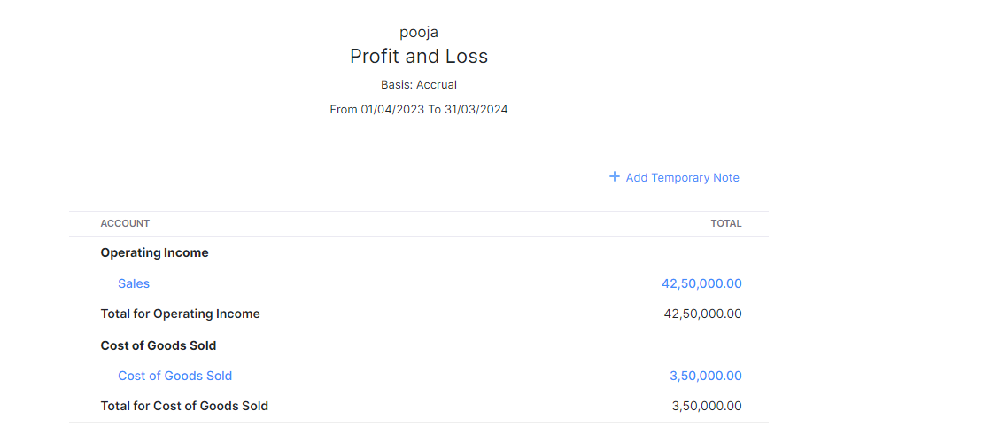 pooja
Profit and Loss
Basis: Accrual
From 01/04/2023 To 31/03/2024
+ Add Temporary Note
ACCOUNT TOTAL
Operating Income
Sales 42,50,000.00
Total for Operating Income 42,50,000.00
Cost of Goods Sold
Cost of Goods Sold 3,50,000.00
Total for Cost of Goods Sold 3,50,000.00